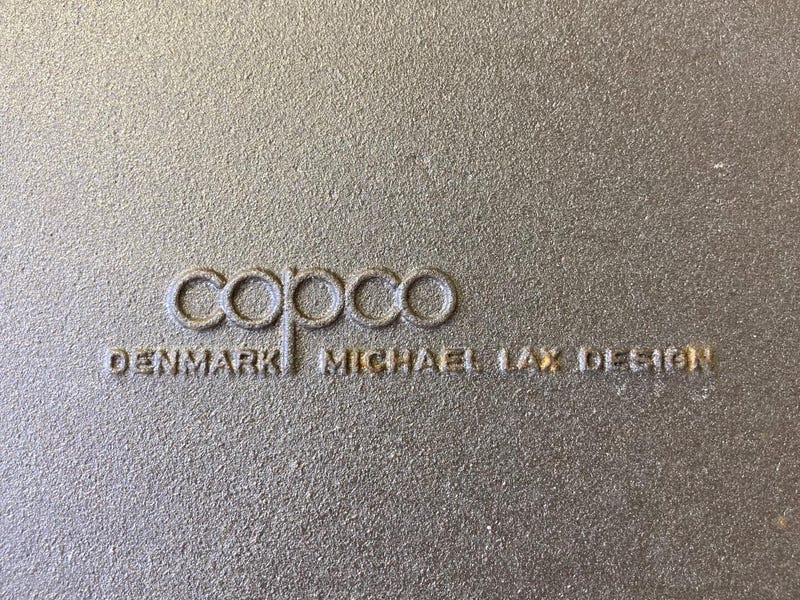 copco
DENMARK MICHAEL LAX DESIGN